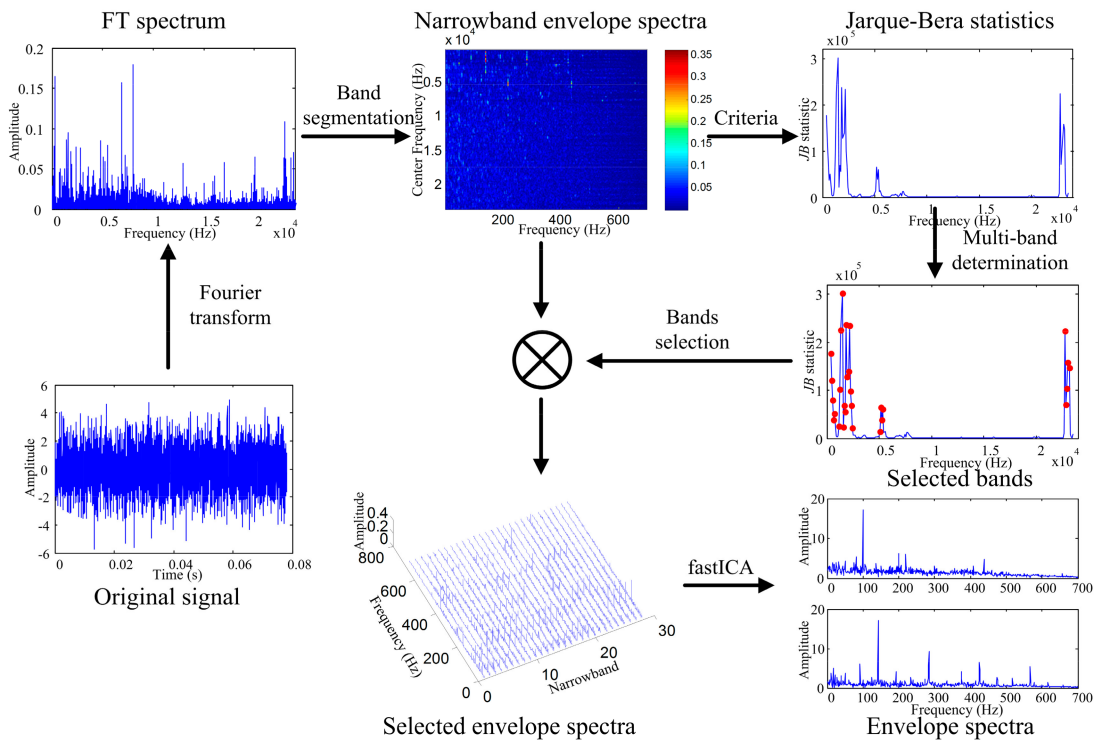 FT spectrum
Narrowband envelope spectra
Jarque-Bera statistics
0.2
0.15
0.1
0.05
0
Amplitude
0 0.5 1 1.5 2 x10^4
Frequency (Hz)
Band
segmentation
x 10^4
0.5
1
1.5
2
Center Frequency (Hz)
200 400 600
Frequency (Hz)
0.35
0.3
0.25
0.2
0.15
0.1
0.05
Criteria
x10^5
3
2
1
0
JB statistic
0 0.5 1 1.5 2
Frequency (Hz)
x10^4
Multi-band
determination
Fourier
transform
Bands
selection
x10^5
3
2
1
0
JB statistic
0 0.5 1 1.5 2
Frequency (Hz)
x10^4
Selected bands
6
4
2
0
-2
-4
-6
Amplitude
0 0.02 0.04 0.06 0.08
Time (s)
Original signal
Amplitude
0.4
0.2
0
800
600
400
200
0
Frequency (Hz)
0 10 20 30
Narrowband
Selected envelope spectra
fastICA
20
10
0
Amplitude
0 100 200 300 400 500 600 700
20
10
0
Amplitude
0 100 200 300 400 500 600 700
Frequency (Hz)
Envelope spectra